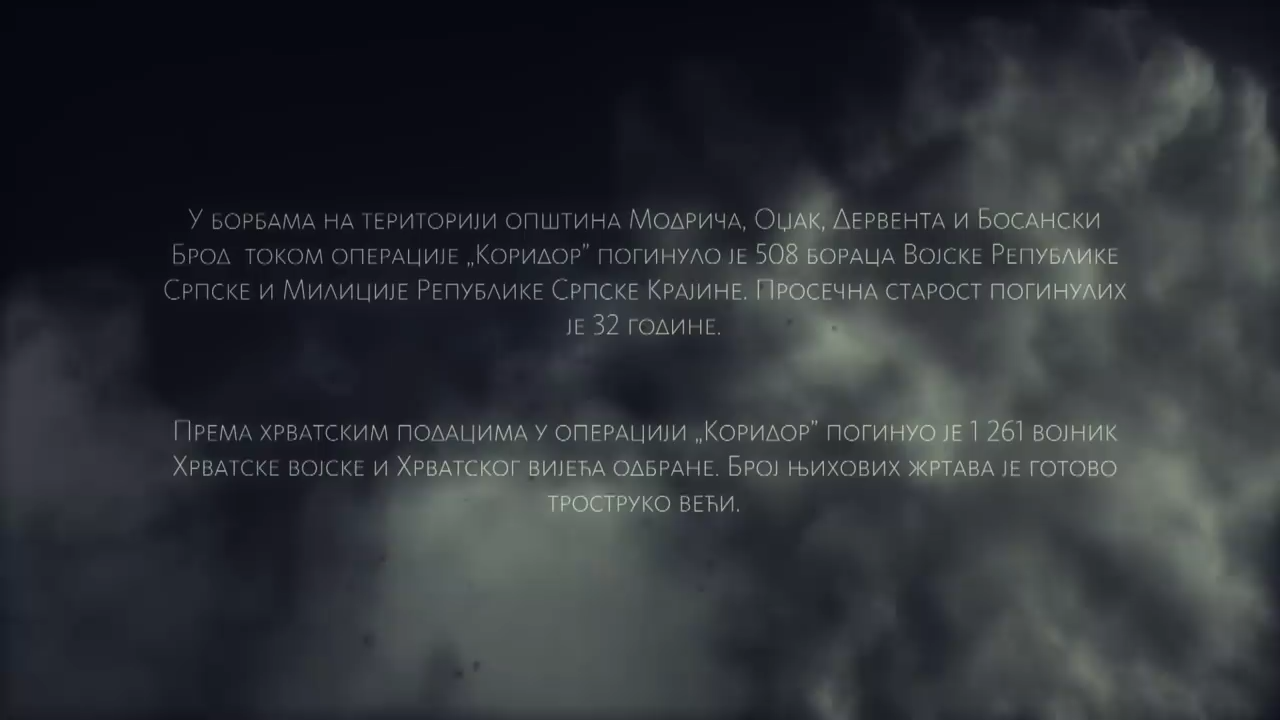 У борбама на територији општина Модрича, Оџак, Дервента и Босански
Брод током операције „Коридор” погинуло је 508 бораца Војске Републике
Српске и Милиције Републике Српске Крајине. Просечна старост погинулих
је 32 године.
Према хрватским подацима у операцији „Коридор” погинуо је 1 261 војник
Хрватске војске и Хрватског вијећа одбране. Број њихових жртава је готово
троструко већи.